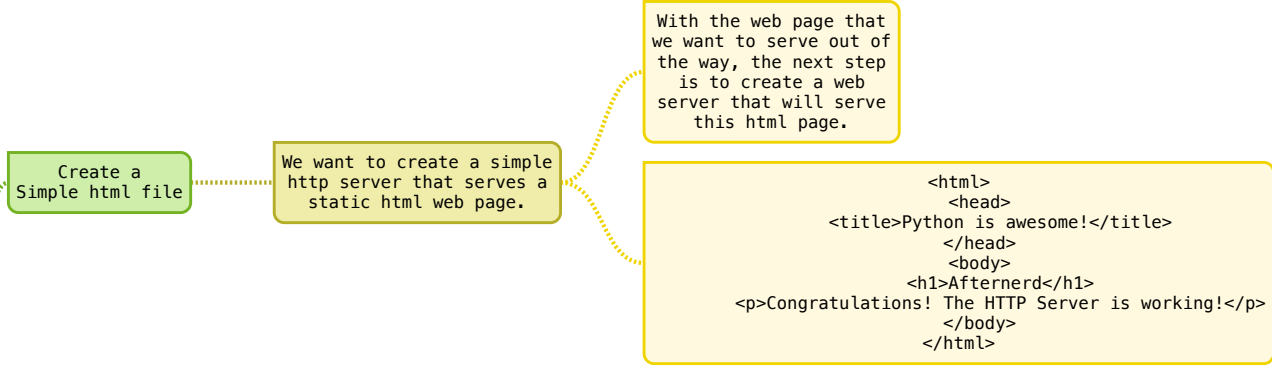 Create a
Simple html file
We want to create a simple
http server that serves a
static html web page.
With the web page that
we want to serve out of
the way, the next step
is to create a web
server that will serve
this html page.
<html>
<head>
<title>Python is awesome!</title>
</head>
<body>
<h1>Afternerd</h1>
<p>Congratulations! The HTTP Server is working!</p>
</body>
</html>